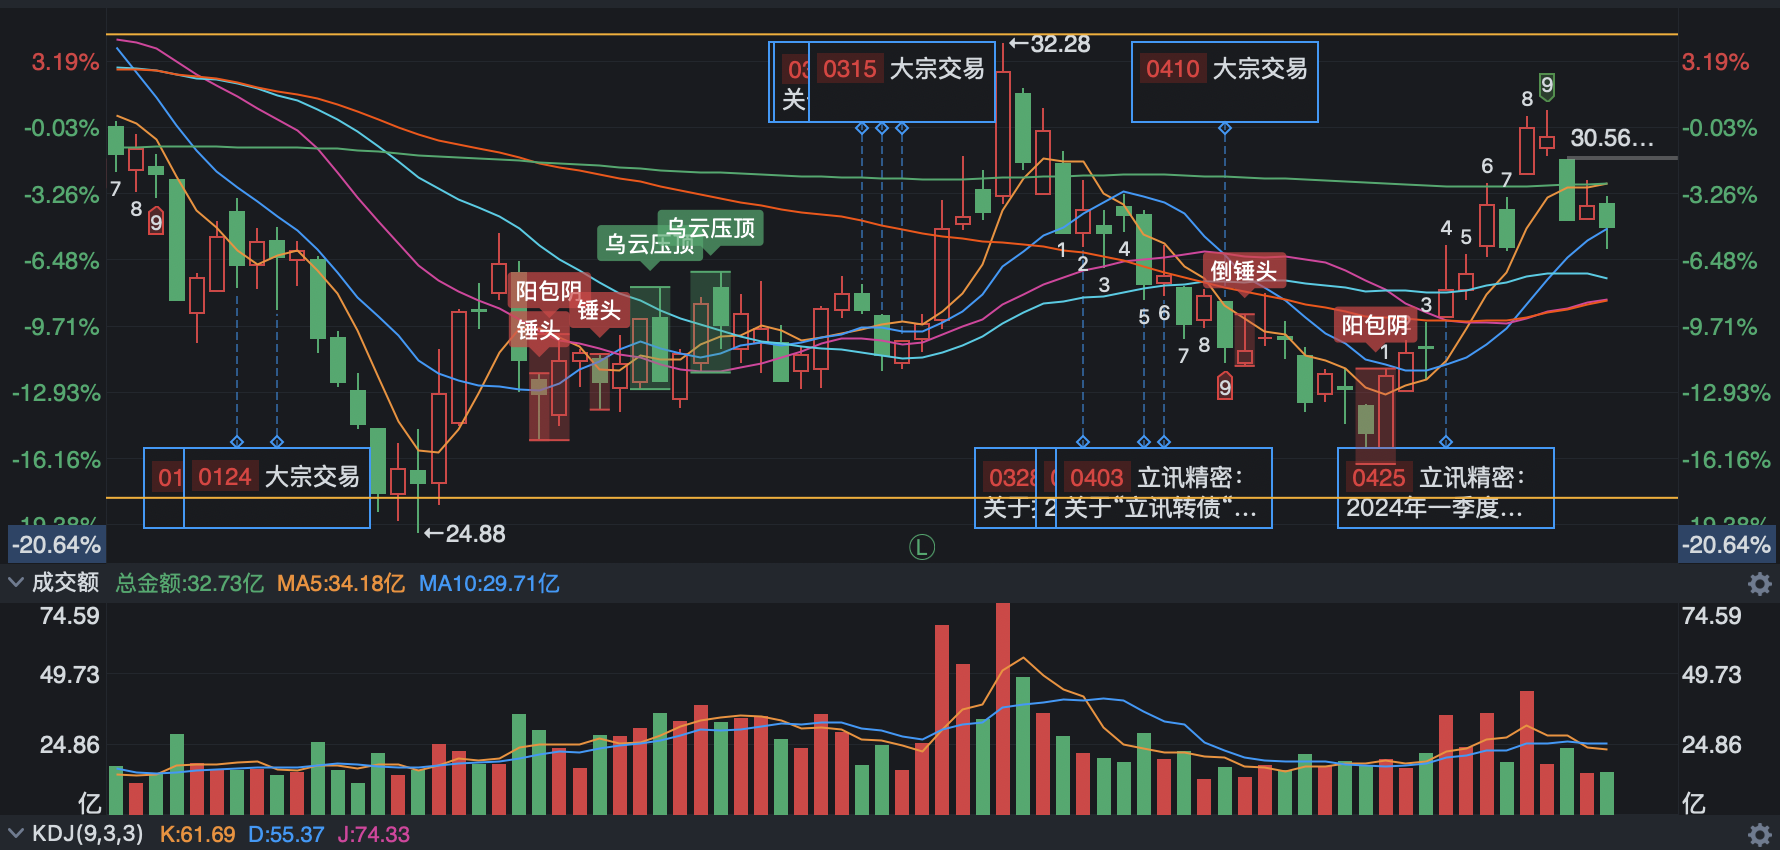 3.19%
-0.03%
-3.26%
-6.48%
-9.71%
-12.93%
-16.16%
-19.38%
-20.64%
3.19%
-0.03%
-3.26%
-6.48%
-9.71%
-12.93%
-16.16%
-19.38%
-20.64%
←32.28
0315 大宗交易
关
0410 大宗交易
30.56...
7
8
9
乌云压顶
乌云压顶
阳包阴
锤头
锤头
1
2
3
4
5
6
7
8
9
倒锤头
阳包阴
1
3
4
5
6
7
8
9
01
0124 大宗交易
←24.88
0328
关于
2
0403 立讯精密:
关于“立讯转债“...
0425 立讯精密:
2024年一季度...
L
成交额 总金额:32.73亿 MA5:34.18亿 MA10:29.71亿
74.59
49.73
24.86
亿
74.59
49.73
24.86
亿
KDJ(9,3,3) K:61.69 D:55.37 J:74.33